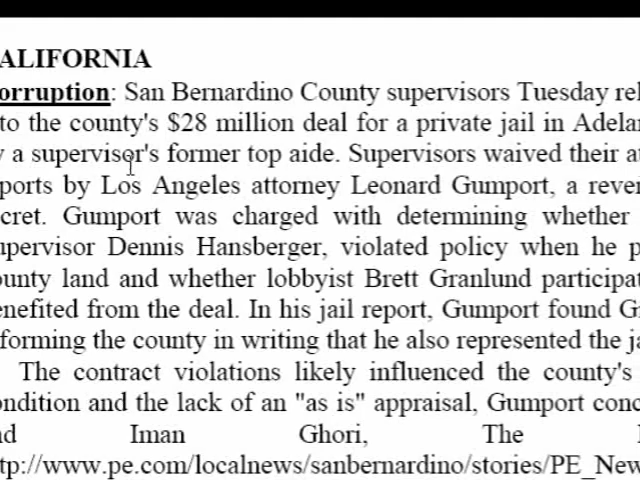 ALIFORNIA
orruption: San Bernardino County supervisors Tuesday rel
to the county's $28 million deal for a private jail in Adelan
y a supervisor's former top aide. Supervisors waived their at
ports by Los Angeles attorney Leonard Gumport, a revei
cret. Gumport was charged with determining whether
upervisor Dennis Hansberger, violated policy when he p
ounty land and whether lobbyist Brett Granlund participat
enefited from the deal. In his jail report, Gumport found G
forming the county in writing that he also represented the ja
The contract violations likely influenced the county's
ondition and the lack of an "as is" appraisal, Gumport conc
nd Iman Ghori, The
tp://www.pe.com/localnews/sanbernardino/stories/PE_New